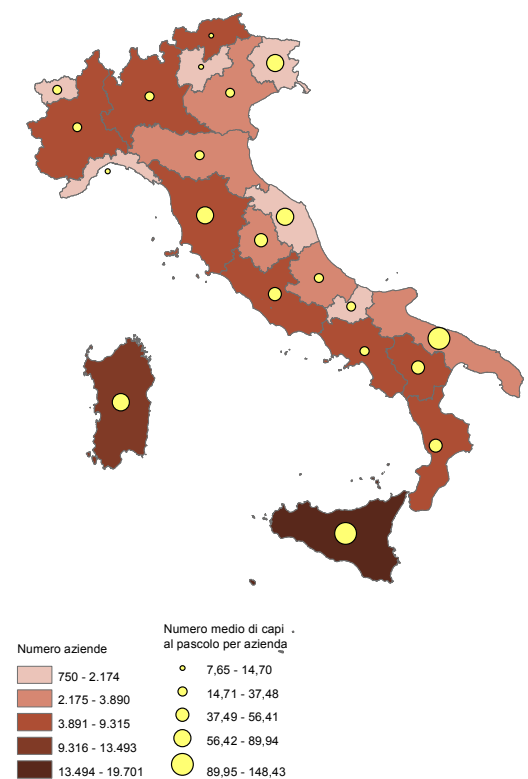 Numero aziende
750 - 2.174
2.175 - 3.890
3.891 - 9.315
9.316 - 13.493
13.494 - 19.701
Numero medio di capi
al pascolo per azienda
7,65 - 14,70
14,71 - 37,48
37,49 - 56,41
56,42 - 89,94
89,95 - 148,43